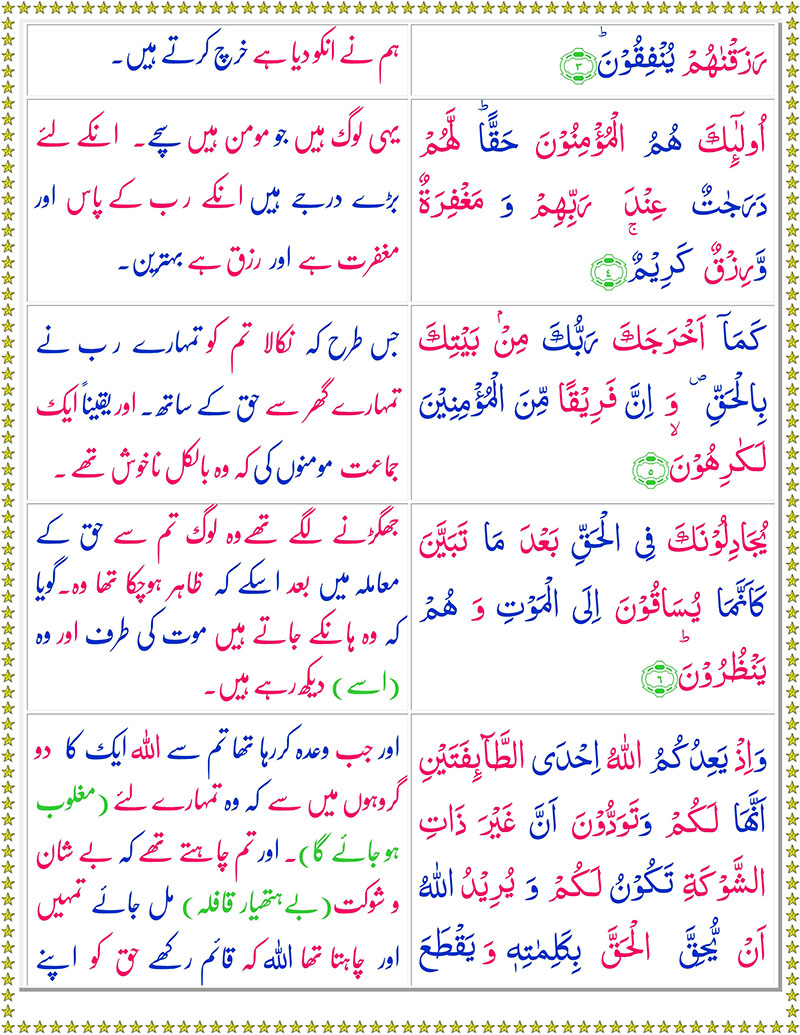 رَزَقْنٰهُمْ يُنْفِقُوْنَ ؕ ﴿۳﴾
ہم نے انکو دیا ہے خرچ کرتے ہیں۔
اُولٰٓئِكَ هُمُ الْمُؤْمِنُوْنَ حَقًّا ؕ لَهُمْ
دَرَجٰتٌ عِنْدَ رَبِّهِمْ وَ مَغْفِرَةٌ
وَّرِزْقٌ كَرِيْمٌ ۚ ﴿۴﴾
یہی لوگ ہیں جو مومن ہیں سچے۔ انکے لئے
بڑے درجے ہیں انکے رب کے پاس اور
مغفرت ہے اور رزق ہے بہترین۔
كَمَاۤ اَخْرَجَكَ رَبُّكَ مِنْۢ بَيْتِكَ
بِالْحَقِّ ۪ وَ اِنَّ فَرِيْقًا مِّنَ الْمُؤْمِنِيْنَ
لَكٰرِهُوْنَ ۙ ﴿۵﴾
جس طرح کہ نکالا تم کو تمہارے رب نے
تمہارے گھر سے حق کے ساتھ۔ اور یقیناً ایک
جماعت مومنوں کی کہ وہ بالکل ناخوش تھے ۔
يُجَادِلُوْنَكَ فِى الْحَقِّ بَعْدَ مَا تَبَيَّنَ
كَاَنَّمَا يُسَاقُوْنَ اِلَى الْمَوْتِ وَ هُمْ
يَنْظُرُوْنَ ؕ ﴿۶﴾
جھگڑنے لگے تھے وہ لوگ تم سے حق کے
معاملہ میں بعد اسکے کہ ظاہر ہوچکا تھا وہ۔ گویا
کہ وہ ہانکے جاتے ہیں موت کی طرف اور وہ
(اسے) دیکھ رہے ہیں۔
وَاِذْ يَعِدُكُمُ اللّٰهُ اِحْدَى الطَّآئِفَتَيْنِ
اَنَّهَا لَكُمْ وَتَوَدُّوْنَ اَنَّ غَيْرَ ذَاتِ
الشَّوْكَةِ تَكُوْنُ لَكُمْ وَ يُرِيْدُ اللّٰهُ
اَنْ يُّحِقَّ الْحَقَّ بِكَلِمٰتِهٖ وَ يَقْطَعَ
اور جب وعدہ کررہا تھا تم سے اللہ ایک کا دو
گروہوں میں سے کہ وہ تمہارے لئے (مغلوب
ہو جائے گا)۔ اور تم چاہتے تھے کہ بے شان
و شوکت (بے ہتھیار قافلہ) مل جائے تمہیں
اور چاہتا تھا اللہ کہ قائم رکھے حق کو اپنے